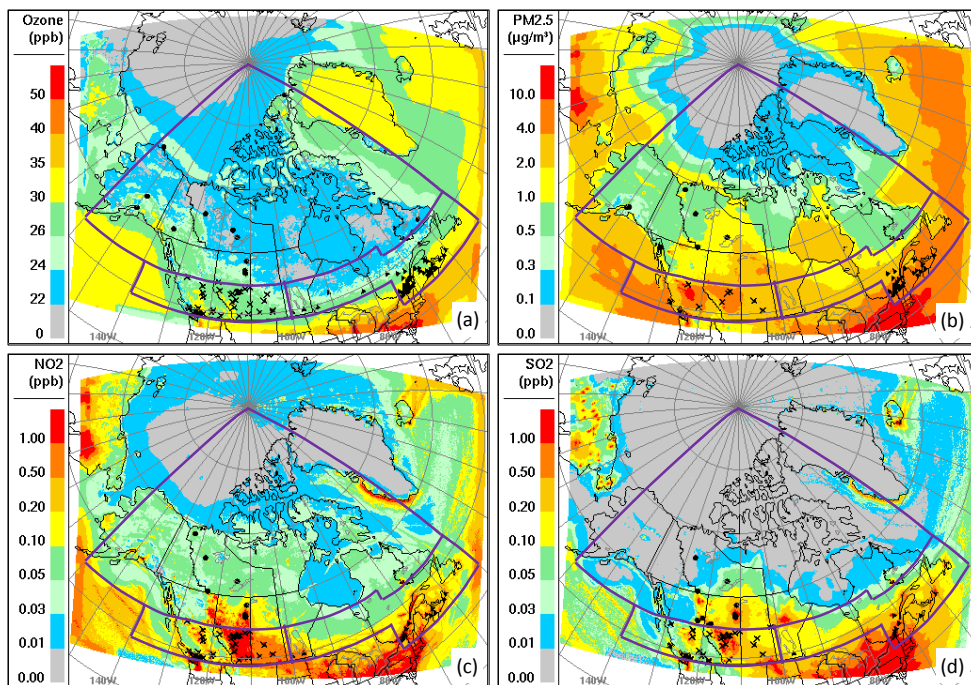 Ozone
(ppb)
50
40
35
30
26
24
22
0
140W
120W
100W
80W
(a)
PM2.5
(μg/m³)
10.0
4.0
2.0
1.0
0.5
0.3
0.1
0.0
140W
120W
100W
80W
(b)
NO2
(ppb)
1.00
0.50
0.20
0.10
0.05
0.03
0.01
0.00
140W
120W
100W
80W
(c)
SO2
(ppb)
1.00
0.50
0.20
0.10
0.05
0.03
0.01
0.00
140W
120W
100W
80W
(d)